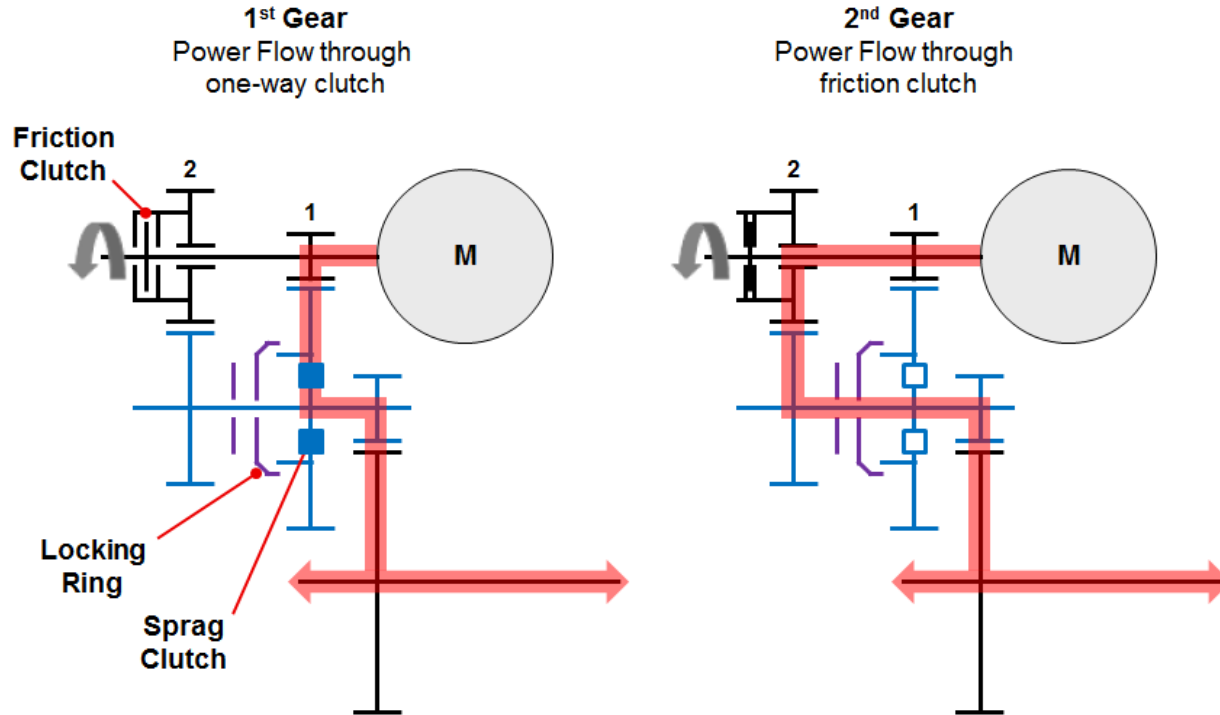 1st Gear
Power Flow through
one-way clutch
2nd Gear
Power Flow through
friction clutch
Friction
Clutch
2
1
M
Locking
Ring
Sprag
Clutch
2
1
M